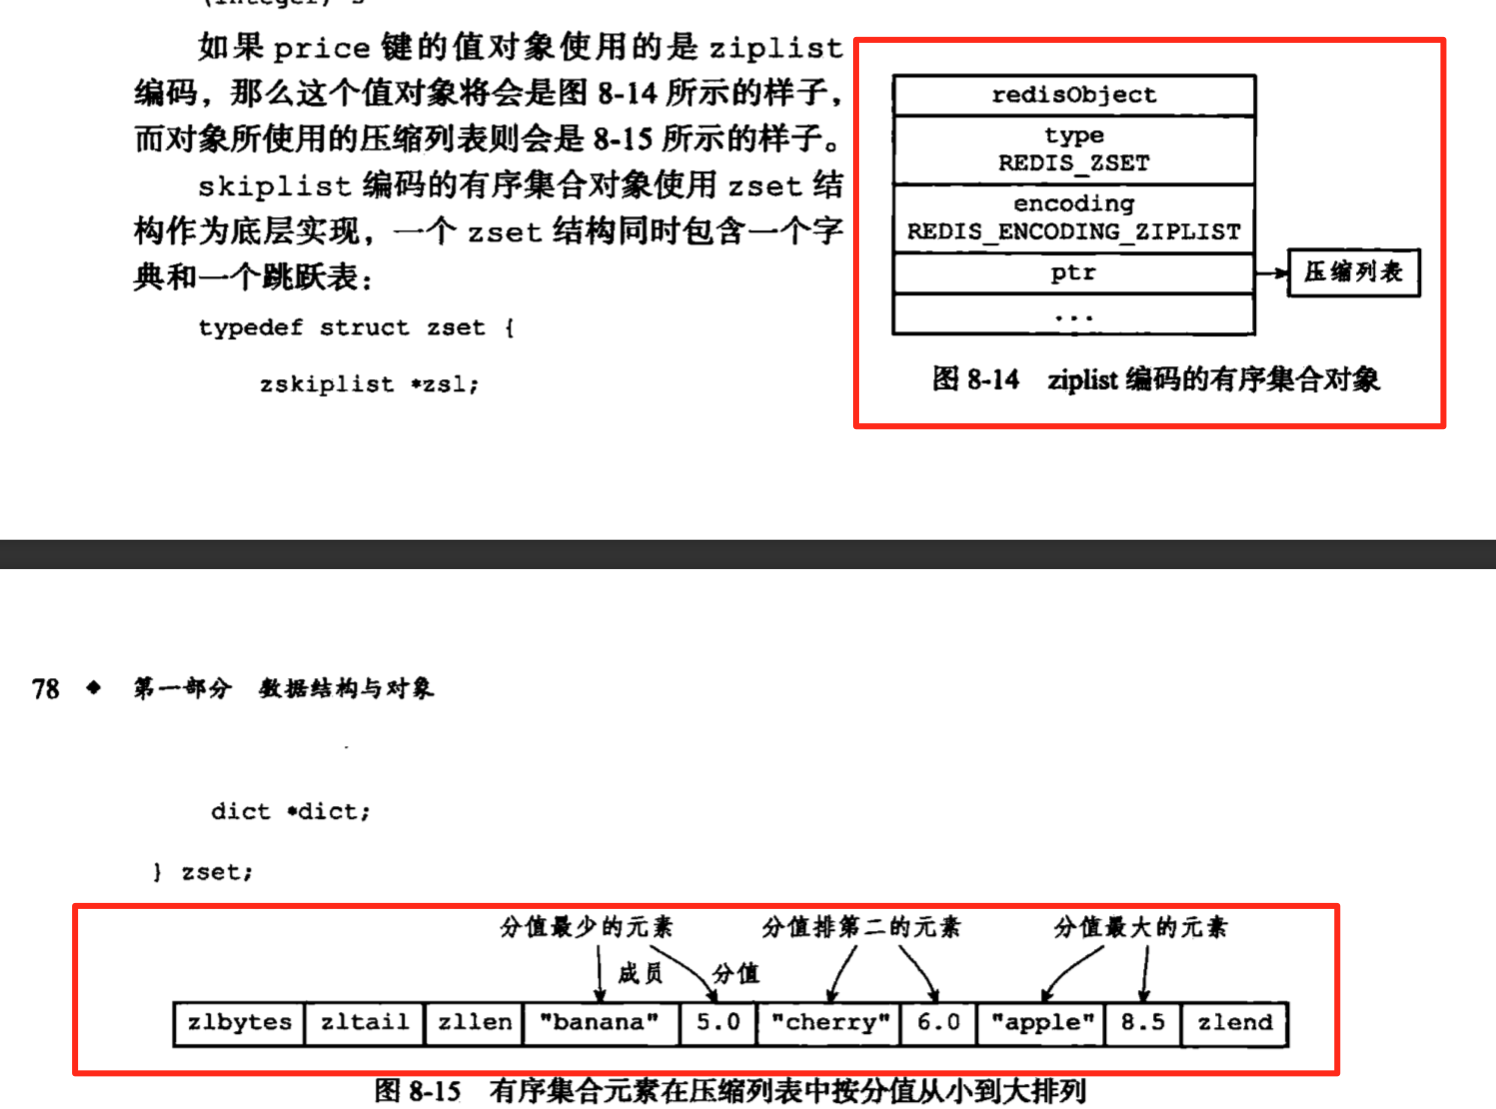 如果 price 键的值对象使用的是 ziplist
编码，那么这个值对象将会是图 8-14 所示的样子，
而对象所使用的压缩列表则会是 8-15 所示的样子。
skiplist 编码的有序集合对象使用 zset 结
构作为底层实现，一个 zset 结构同时包含一个字
典和一个跳跃表：
typedef struct zset {
zskiplist *zsl;
redisObject
type
REDIS_ZSET
encoding
REDIS_ENCODING_ZIPLIST
ptr
压缩列表
...
图 8-14 ziplist 编码的有序集合对象
78 ◆ 第一部分 数据结构与对象
dict *dict;
} zset;
分值最少的元素 分值排第二的元素 分值最大的元素
成员 分值
zlbytes zltail zllen "banana" 5.0 "cherry" 6.0 "apple" 8.5 zlend
图 8-15 有序集合元素在压缩列表中按分值从小到大排列